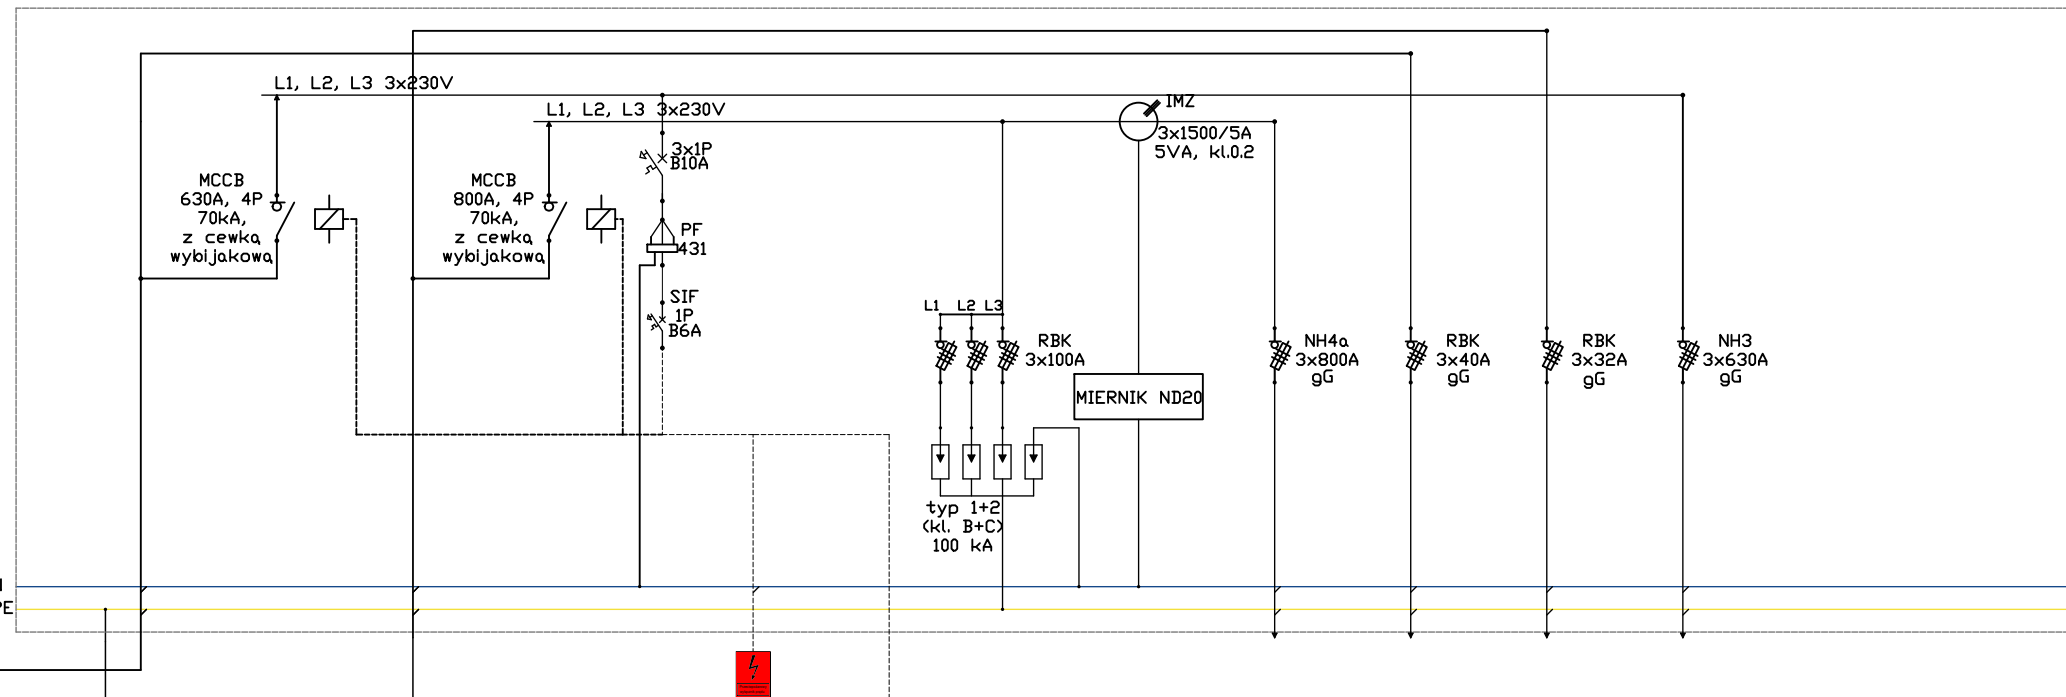 L1, L2, L3 3x230V
L1, L2, L3 3x230V
IMZ
3x1500/5A
5VA, kl.0.2
3x1P
B10A
MCCB
630A, 4P
70kA,
z cewką
wybijakową
MCCB
800A, 4P
70kA,
z cewką
wybijakową
PF
431
SIF
1P
B6A
L1 L2 L3
RBK
3x100A
NH4a
3x800A
gG
RBK
3x40A
gG
RBK
3x32A
gG
NH3
3x630A
gG
MIERNIK ND20
typ 1+2
(kl. B+C)
100 kA
PE